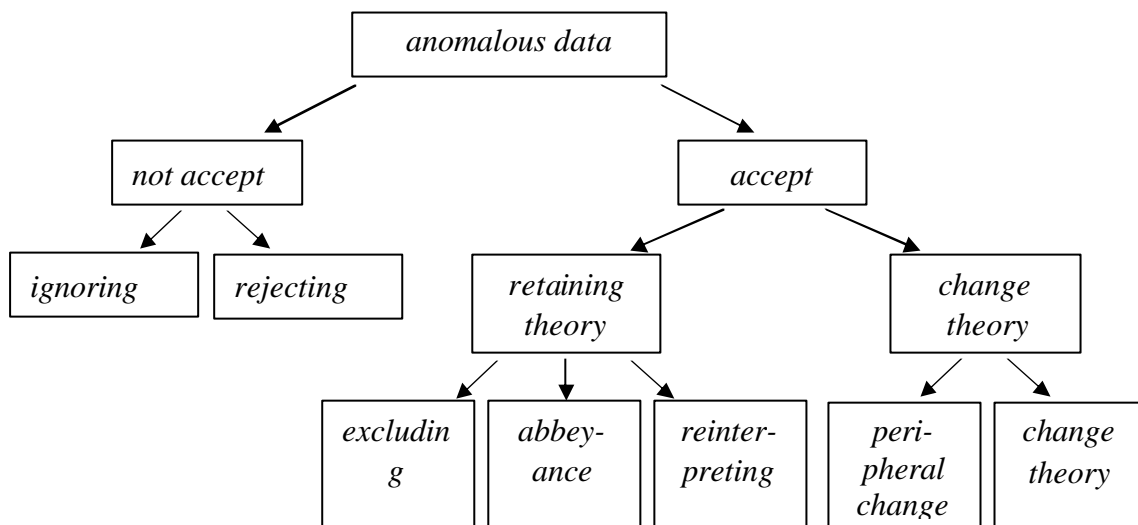 anomalous data
not accept
accept
ignoring
rejecting
retaining
theory
change
theory
excludin
g
abbey-
ance
reinter-
preting
peri-
pheral
change
change
theory